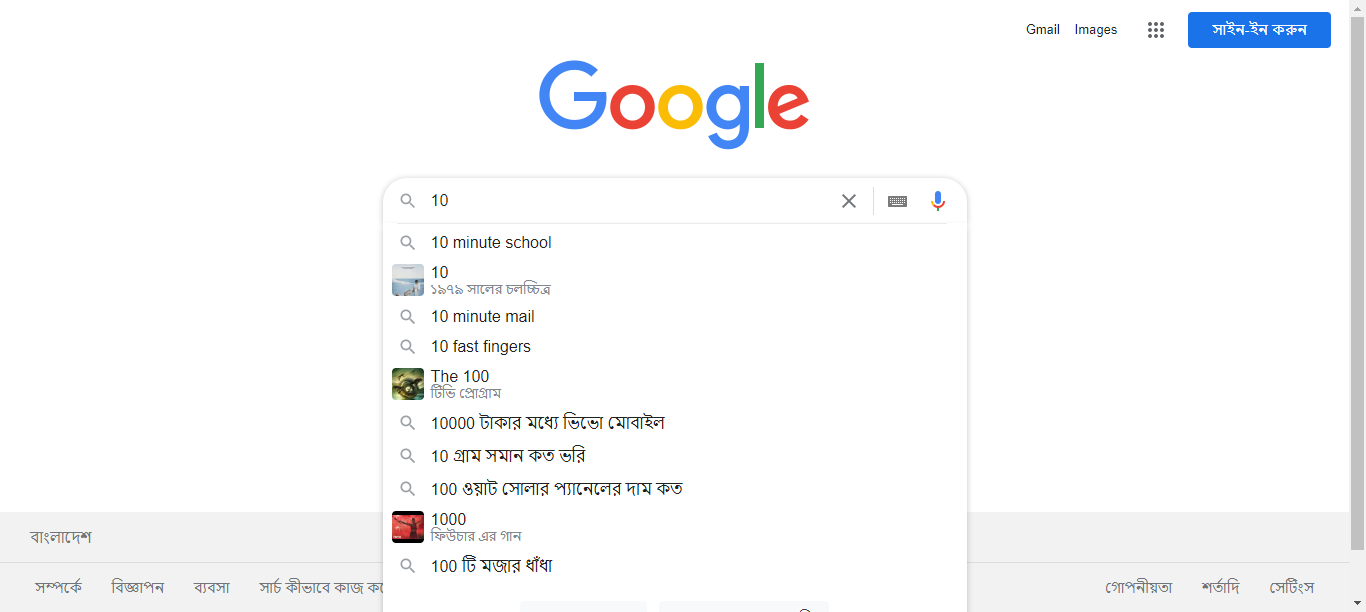 Gmail Images সাইন-ইন করুন
Google
10
10 minute school
10
১৯৭৯ সালের চলচ্চিত্র
10 minute mail
10 fast fingers
The 100
টিভি প্রোগ্রাম
10000 টাকার মধ্যে ভিভো মোবাইল
10 গ্রাম সমান কত ভরি
100 ওয়াট সোলার প্যানেলের দাম কত
1000
ফিউচার এর গান
100 টি মজার ধাঁধা
বাংলাদেশ
সম্পর্কে বিজ্ঞাপন ব্যবসা সার্চ কীভাবে কাজ গোপনীয়তা শর্তাদি সেটিংস